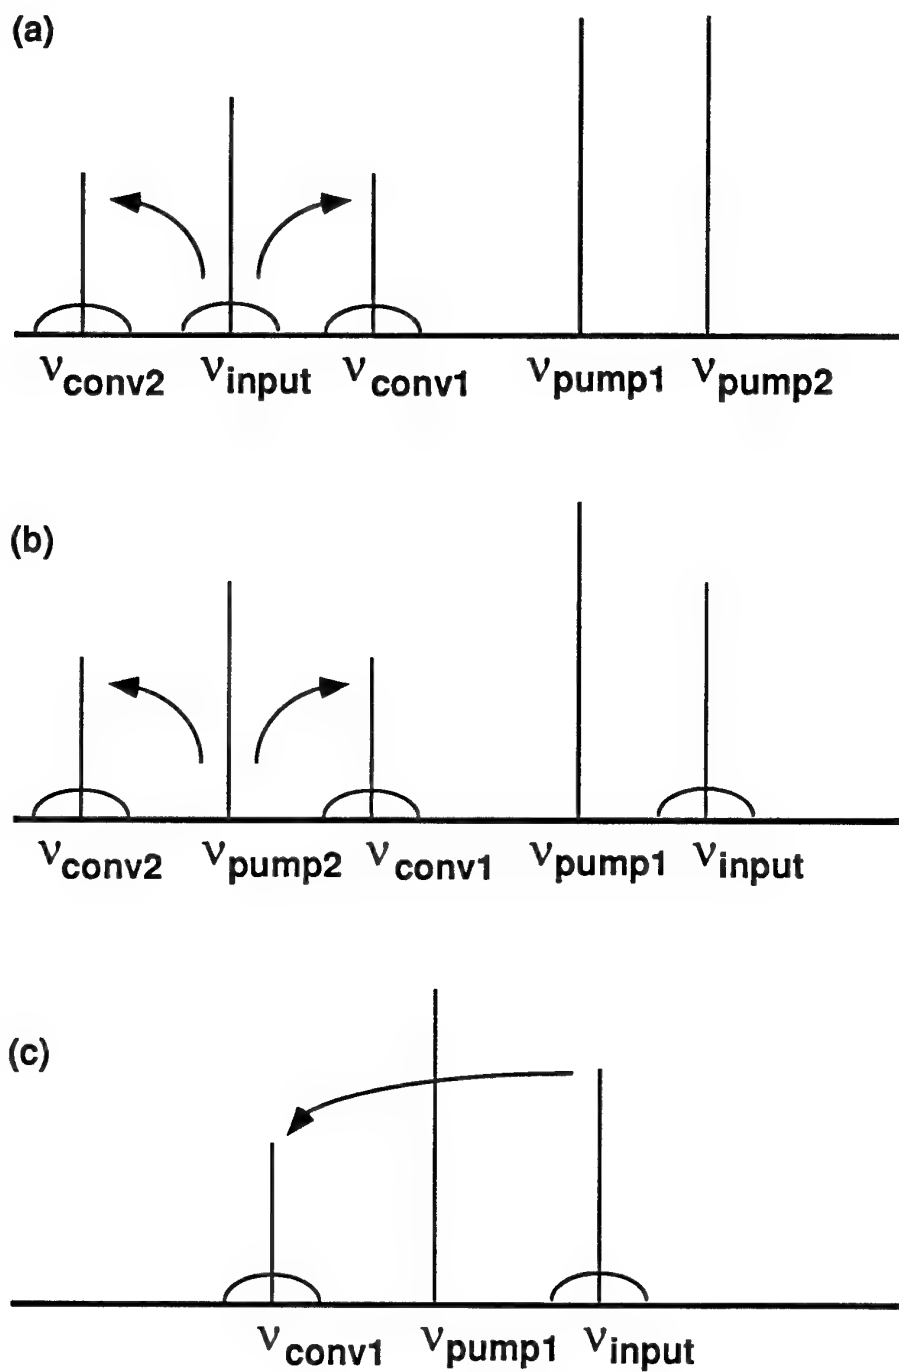 (a)
νconv2 νinput νconv1 νpump1 νpump2
(b)
νconv2 νpump2 νconv1 νpump1 νinput
(c)
νconv1 νpump1 νinput